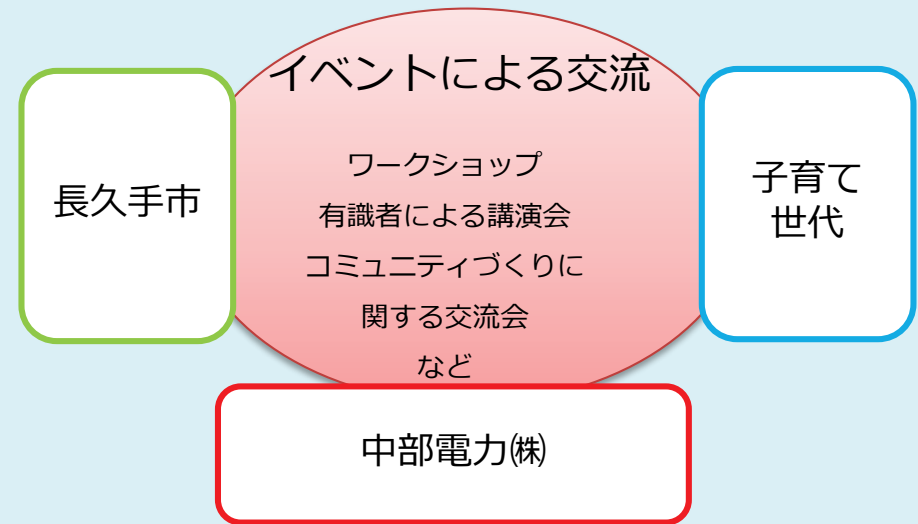 イベントによる交流
ワークショップ
有識者による講演会
コミュニティづくりに
関する交流会
など
長久手市
子育て
世代
中部電力㈱